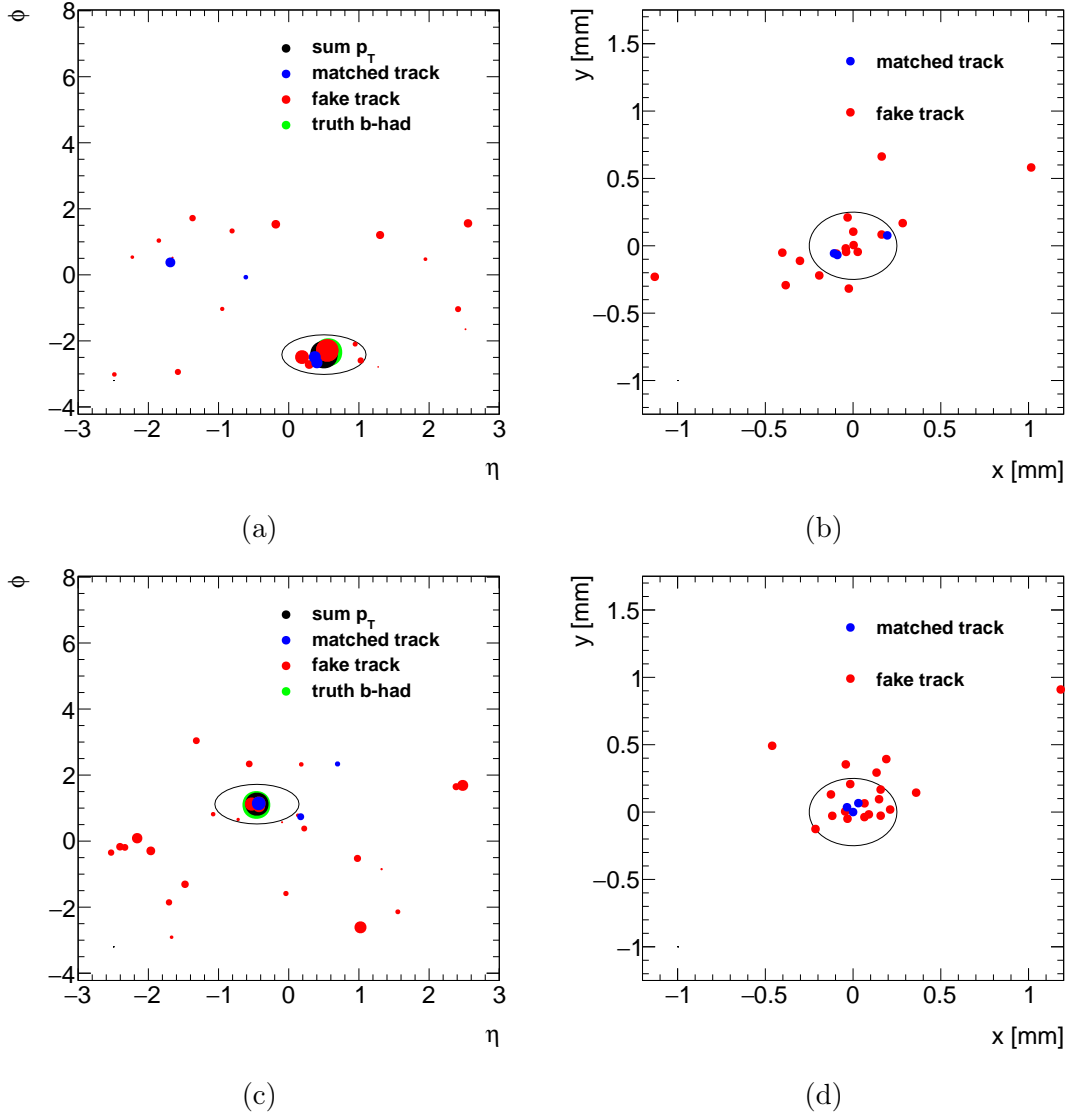 ϕ
8
6
4
2
0
−2
−4
sum p_T
matched track
fake track
truth b-had
−3 −2 −1 0 1 2 3
η
(a)
y [mm]
1.5
1
0.5
0
−0.5
−1
matched track
fake track
−1 −0.5 0 0.5 1
x [mm]
(b)
ϕ
8
6
4
2
0
−2
−4
sum p_T
matched track
fake track
truth b-had
−3 −2 −1 0 1 2 3
η
(c)
y [mm]
1.5
1
0.5
0
−0.5
−1
matched track
fake track
−1 −0.5 0 0.5 1
x [mm]
(d)